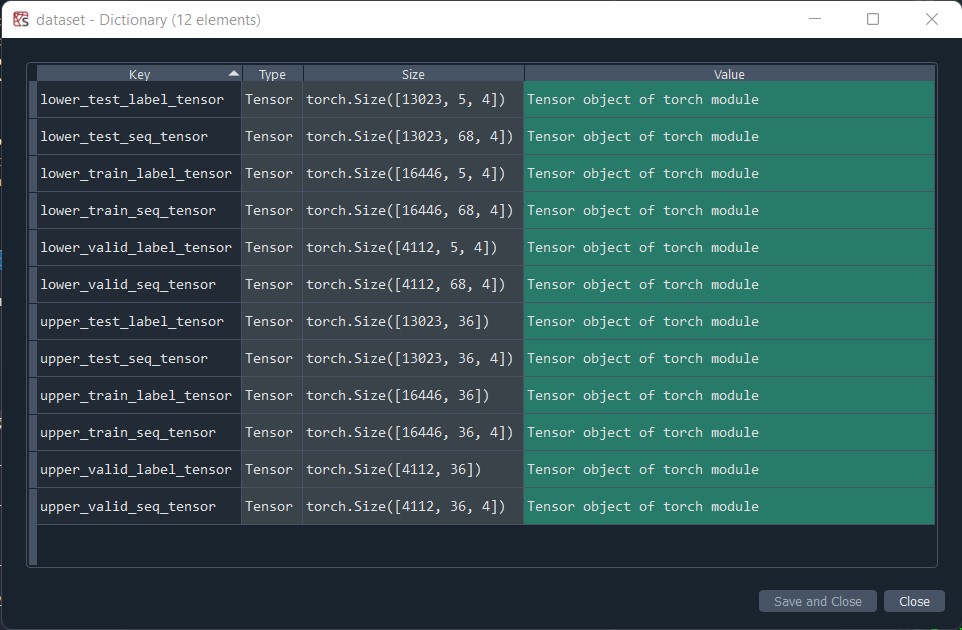 dataset - Dictionary (12 elements)
Key Type Size Value
lower_test_label_tensor Tensor torch.Size([13023, 5, 4]) Tensor object of torch module
lower_test_seq_tensor Tensor torch.Size([13023, 68, 4]) Tensor object of torch module
lower_train_label_tensor Tensor torch.Size([16446, 5, 4]) Tensor object of torch module
lower_train_seq_tensor Tensor torch.Size([16446, 68, 4]) Tensor object of torch module
lower_valid_label_tensor Tensor torch.Size([4112, 5, 4]) Tensor object of torch module
lower_valid_seq_tensor Tensor torch.Size([4112, 68, 4]) Tensor object of torch module
upper_test_label_tensor Tensor torch.Size([13023, 36]) Tensor object of torch module
upper_test_seq_tensor Tensor torch.Size([13023, 36, 4]) Tensor object of torch module
upper_train_label_tensor Tensor torch.Size([16446, 36]) Tensor object of torch module
upper_train_seq_tensor Tensor torch.Size([16446, 36, 4]) Tensor object of torch module
upper_valid_label_tensor Tensor torch.Size([4112, 36]) Tensor object of torch module
upper_valid_seq_tensor Tensor torch.Size([4112, 36, 4]) Tensor object of torch module
Save and Close Close